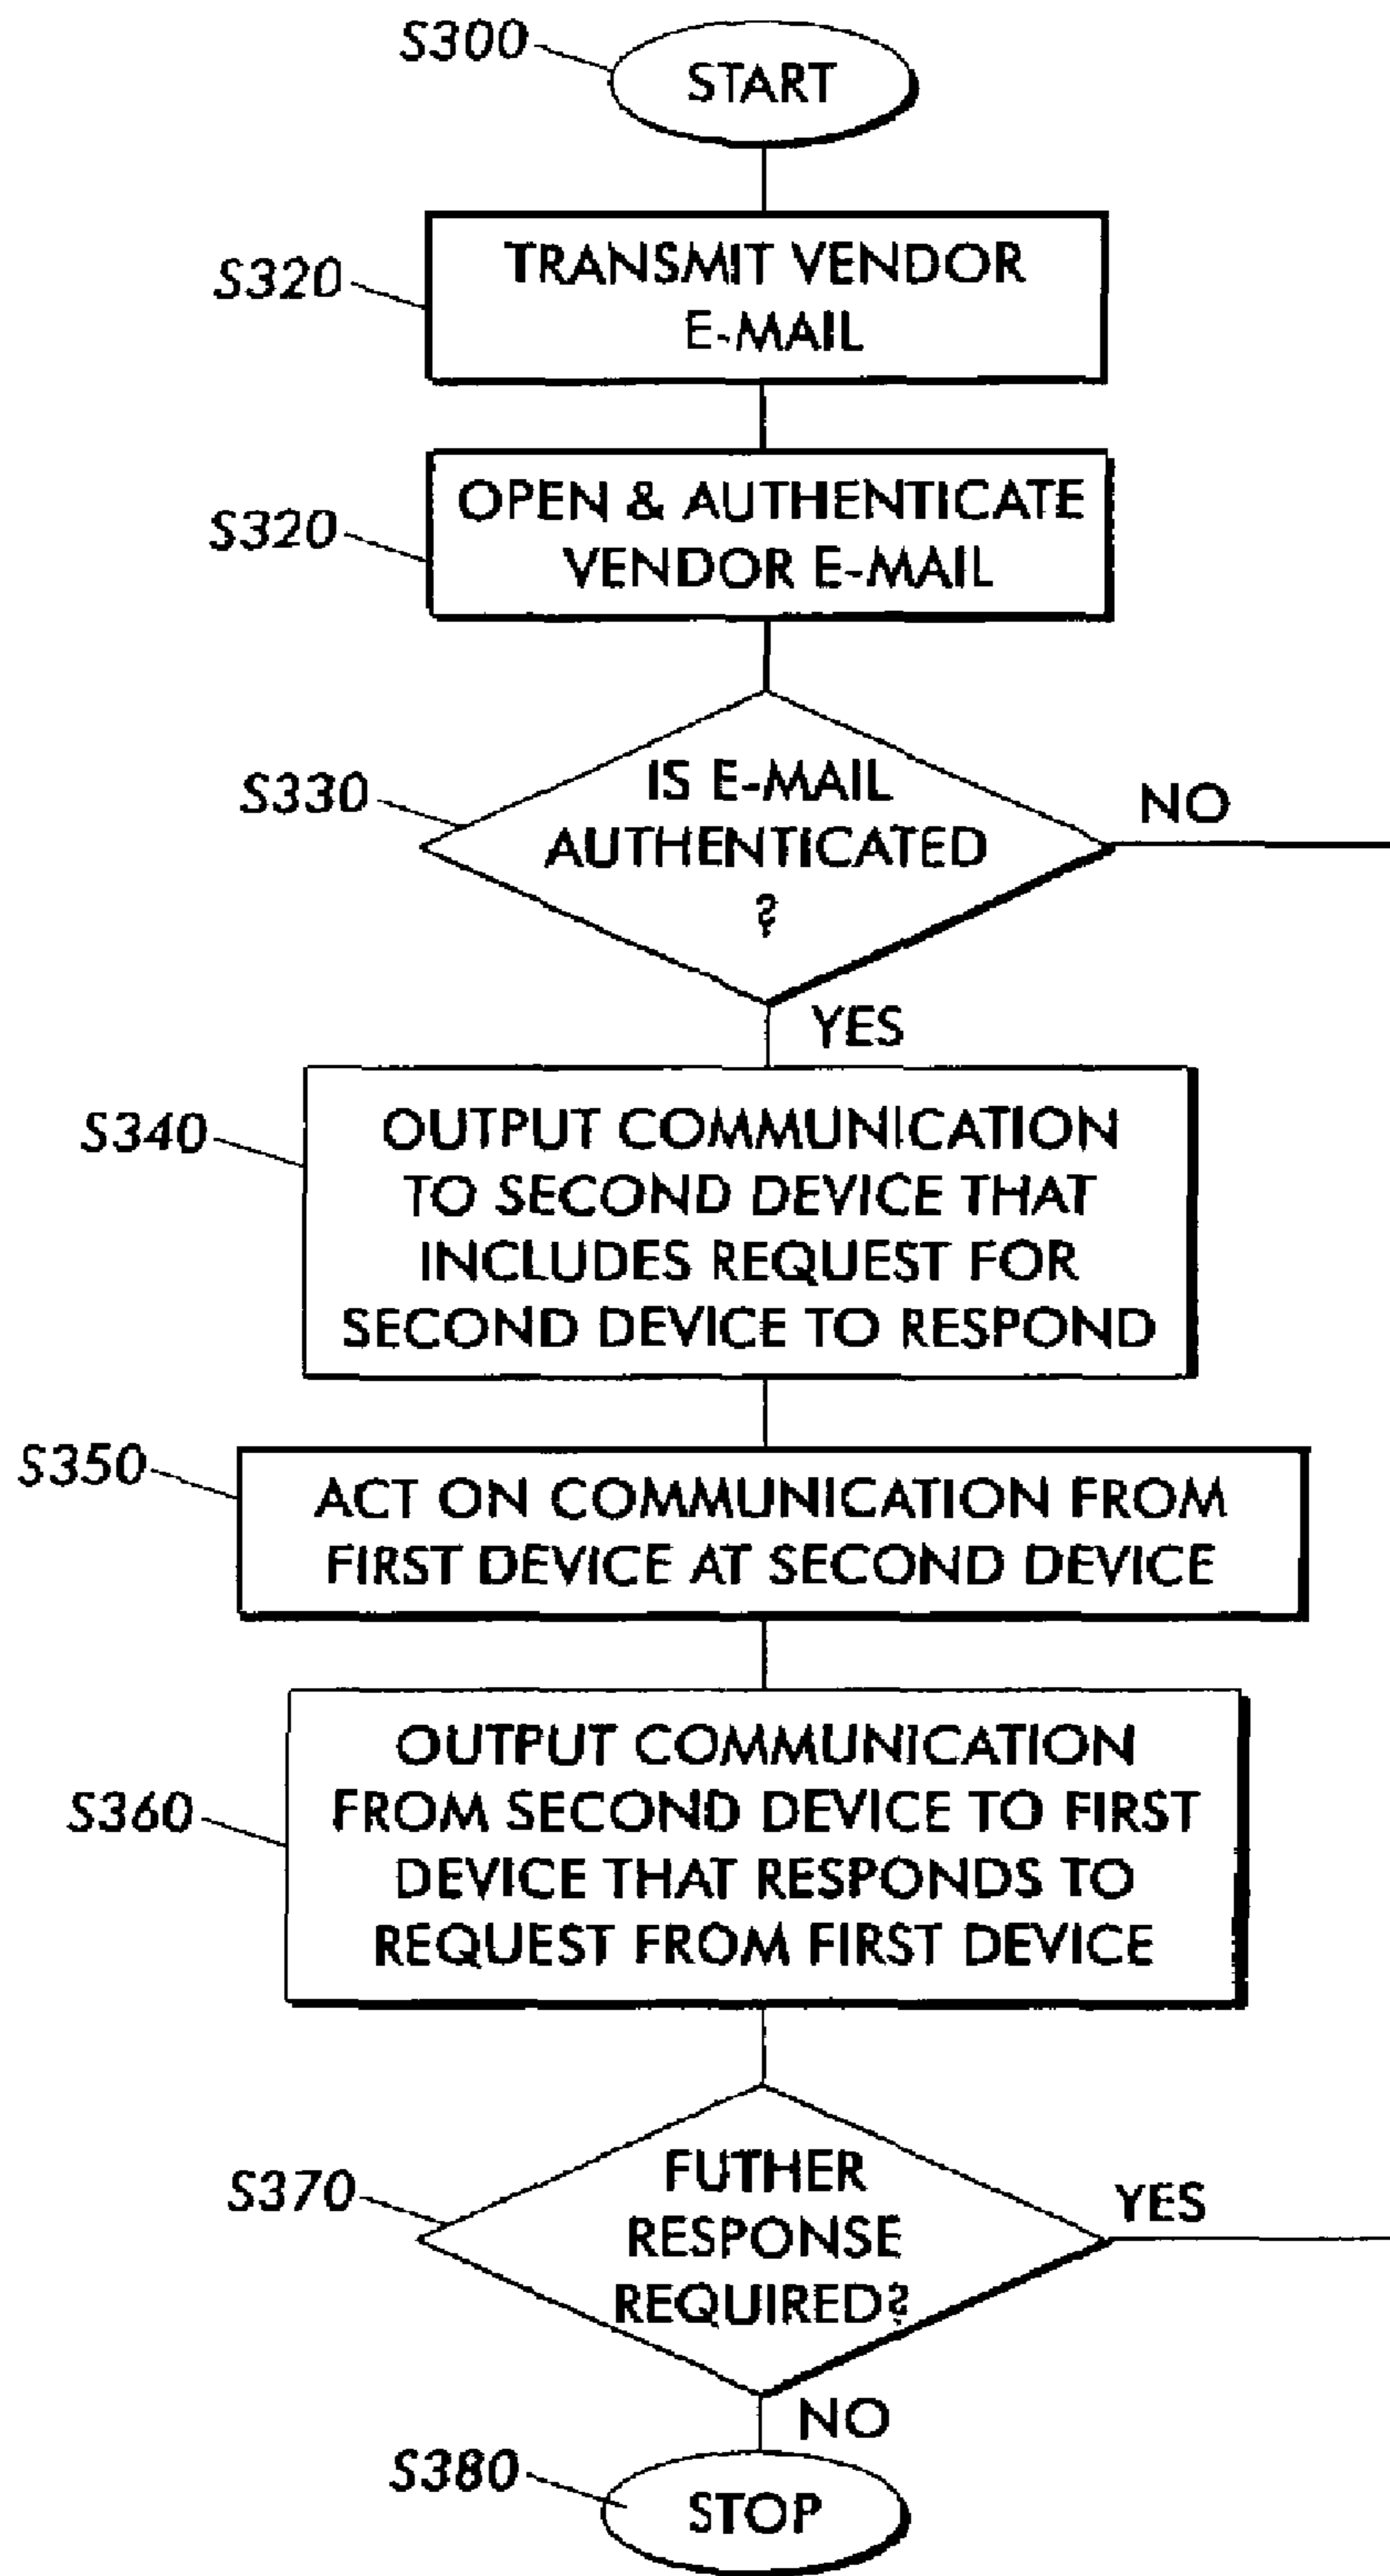 S300
START
S320
TRANSMIT VENDOR
E-MAIL
S320
OPEN & AUTHENTICATE
VENDOR E-MAIL
S330
IS E-MAIL
AUTHENTICATED
?
NO
YES
S340
OUTPUT COMMUNICATION
TO SECOND DEVICE THAT
INCLUDES REQUEST FOR
SECOND DEVICE TO RESPOND
S350
ACT ON COMMUNICATION FROM
FIRST DEVICE AT SECOND DEVICE
S360
OUTPUT COMMUNICATION
FROM SECOND DEVICE TO FIRST
DEVICE THAT RESPONDS TO
REQUEST FROM FIRST DEVICE
S370
FUTHER
RESPONSE
REQUIRED?
YES
NO
S380
STOP